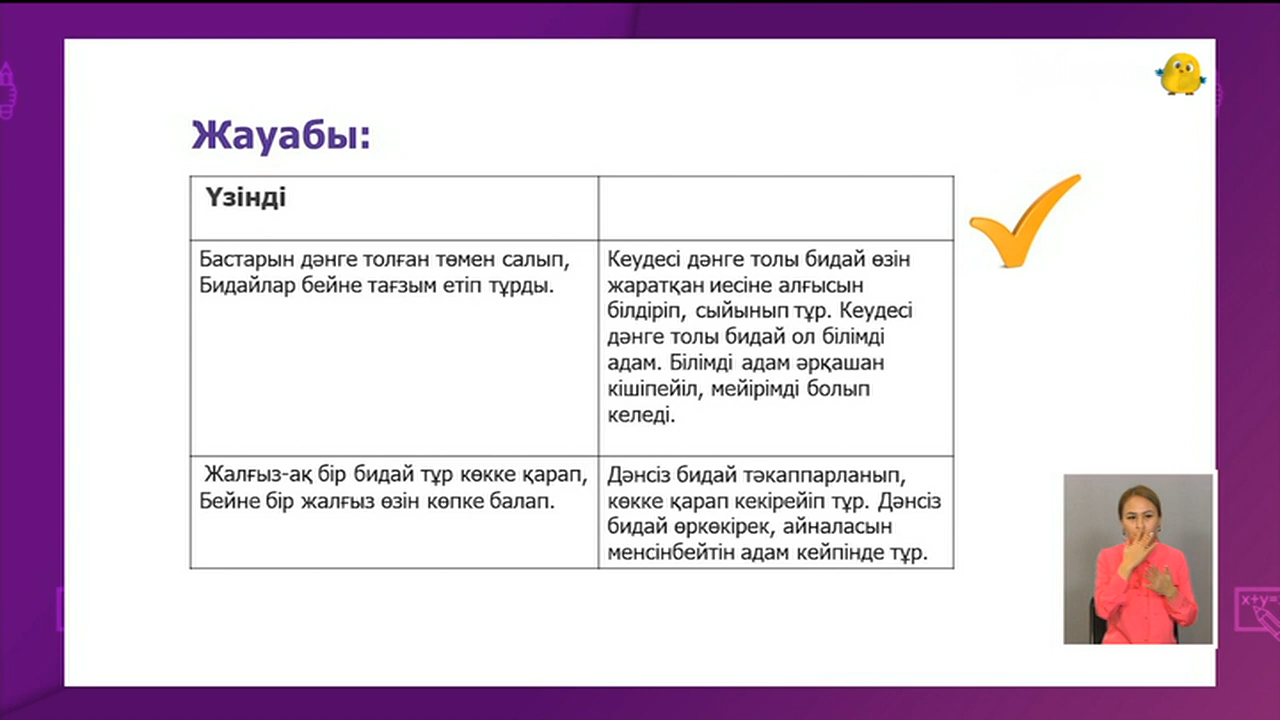 Жауабы:
Үзінді
Бастарын дәнге толған төмен салып,
Бидайлар бейне тағзым етіп тұрды.
Кеудесі дәнге толы бидай өзін
жаратқан иесіне алғысын
білдіріп, сыйынып тұр. Кеудесі
дәнге толы бидай ол білімді
адам. Білімді адам әрқашан
кішіпейіл, мейірімді болып
келеді.
Жалғыз-ақ бір бидай тұр көкке қарап,
Бейне бір жалғыз өзін көпке балап.
Дәнсіз бидай тәкаппарланып,
көкке қарап кекірейіп тұр. Дәнсіз
бидай өркөкірек, айналасын
менсінбейтін адам кейпінде тұр.
x+y=